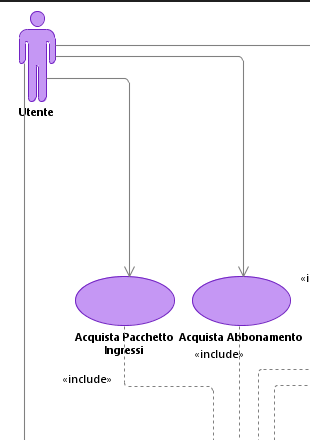 Utente
«i
Acquista Pacchetto
Ingressi
Acquista Abbonamento
«include»
«include»